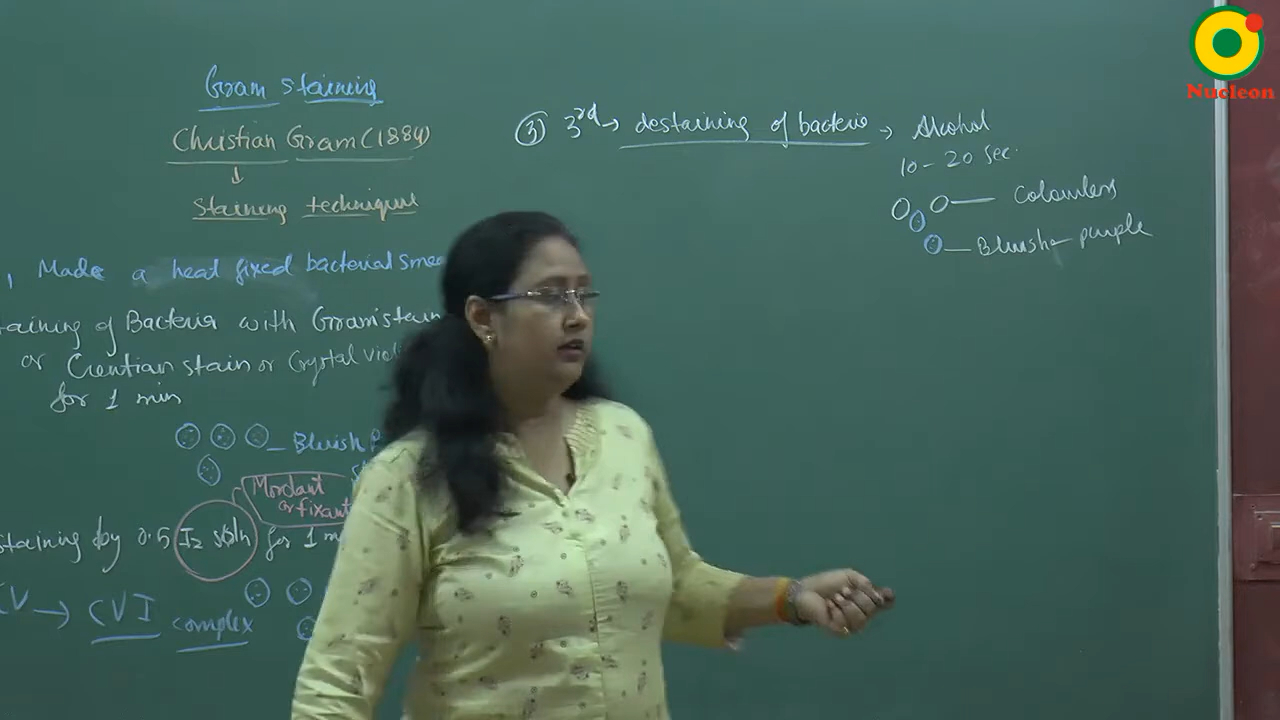 Gram staining
Christian Gram (1884)
↓
Staining technique
, Made a heat fixed bacterial smea
taining of Bacteria with Gram stain
or Crentian stain or Crystal viol
for 1 min
Bluish P
Mordant
or fixant
staining by 0.5 I₂ soln for 1 m
CV → CVI complex
③ 3rd → destaining of bacteria → Alcohol
10 - 20 sec.
Colourless
Bluish purple
Nucleon